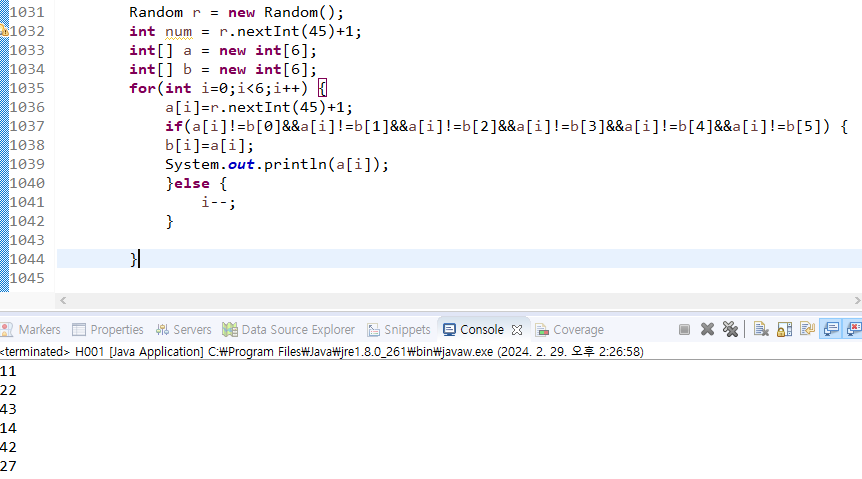 1031 Random r = new Random();
1032 int num = r.nextInt(45)+1;
1033 int[] a = new int[6];
1034 int[] b = new int[6];
1035 for(int i=0;i<6;i++) {
1036 a[i]=r.nextInt(45)+1;
1037 if(a[i]!=b[0]&&a[i]!=b[1]&&a[i]!=b[2]&&a[i]!=b[3]&&a[i]!=b[4]&&a[i]!=b[5]) {
1038 b[i]=a[i];
1039 System.out.println(a[i]);
1040 }else {
1041 i--;
1042 }
1043
1044 }
1045
Markers Properties Servers Data Source Explorer Snippets Console Coverage
<terminated> H001 [Java Application] C:₩Program Files₩Java₩jre1.8.0_261₩bin₩javaw.exe (2024. 2. 29. 오후 2:26:58)
11
22
43
14
42
27